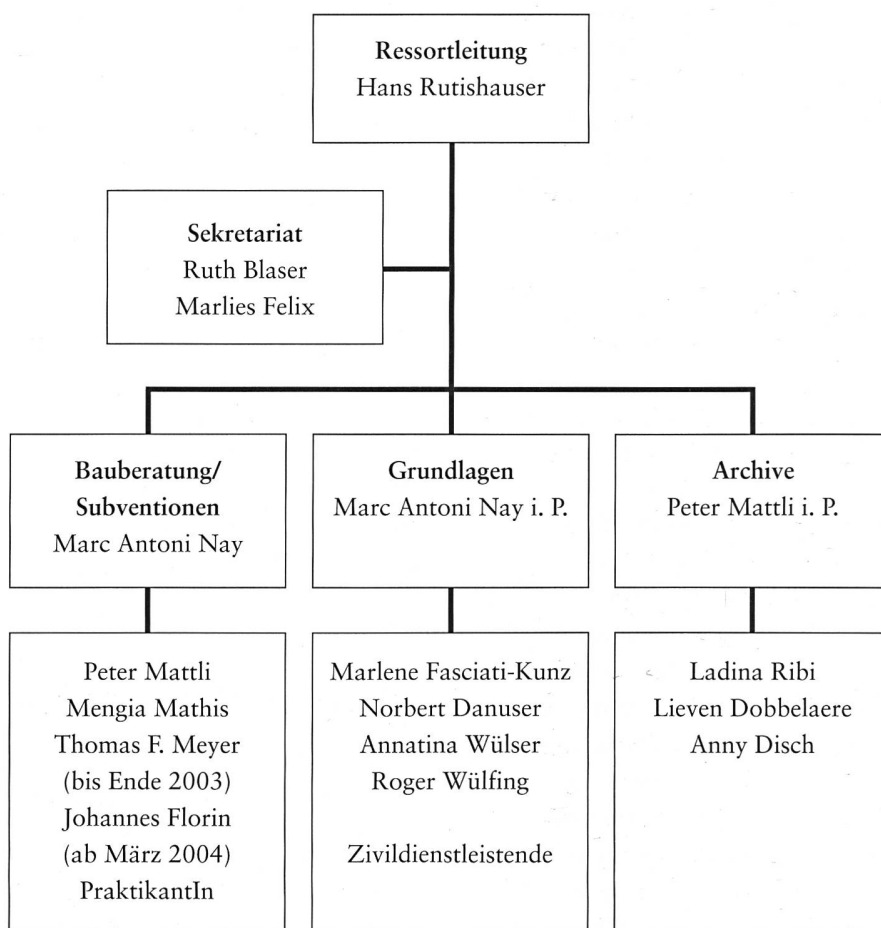 Ressortleitung
Hans Rutishauser
Sekretariat
Ruth Blaser
Marlies Felix
Bauberatung/
Subventionen
Marc Antoni Nay
Grundlagen
Marc Antoni Nay i. P.
Archive
Peter Mattli i. P.
Peter Mattli
Mengia Mathis
Thomas F. Meyer
(bis Ende 2003)
Johannes Florin
(ab März 2004)
PraktikantIn
Marlene Fasciati-Kunz
Norbert Danuser
Annatina Wülser
Roger Wülfing
Zivildienstleistende
Ladina Ribi
Lieven Dobbelaere
Anny Disch